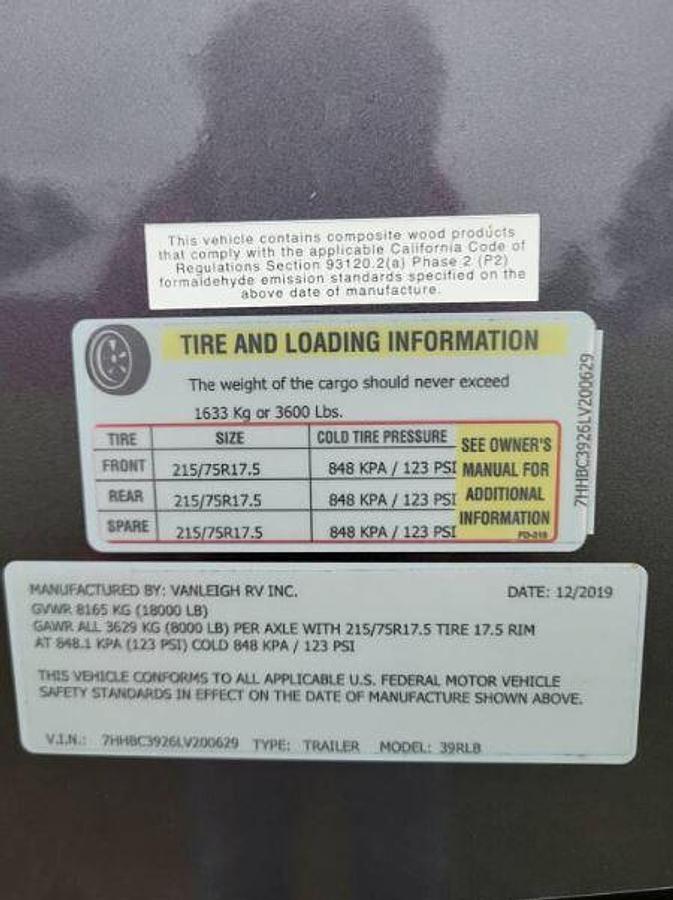 This vehicle contains composite wood products
that comply with the applicable California Code of
Regulations Section 93120.2(a) Phase 2 (P2)
formaldehyde emission standards specified on the
above date of manufacture.
TIRE AND LOADING INFORMATION
The weight of the cargo should never exceed
1633 Kg or 3600 Lbs.
TIRE SIZE COLD TIRE PRESSURE
FRONT 215/75R17.5 848 KPA / 123 PSI
REAR 215/75R17.5 848 KPA / 123 PSI
SPARE 215/75R17.5 848 KPA / 123 PSI
SEE OWNER'S
MANUAL FOR
ADDITIONAL
INFORMATION
7HHBC3926LV200629
MANUFACTURED BY: VANLEIGH RV INC. DATE: 12/2019
GVWR 8165 KG (18000 LB)
GAWR ALL 3629 KG (8000 LB) PER AXLE WITH 215/75R17.5 TIRE 17.5 RIM
AT 848.1 KPA (123 PSI) COLD 848 KPA / 123 PSI
THIS VEHICLE CONFORMS TO ALL APPLICABLE U.S. FEDERAL MOTOR VEHICLE
SAFETY STANDARDS IN EFFECT ON THE DATE OF MANUFACTURE SHOWN ABOVE.
V.I.N.: 7HHBC3926LV200629 TYPE: TRAILER MODEL: 39RLB